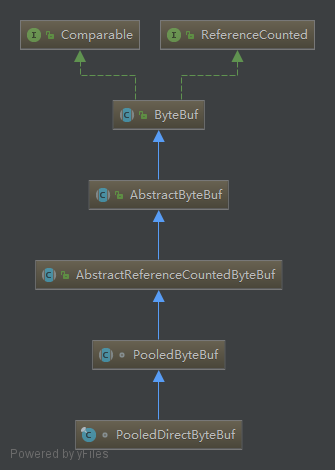 Comparable
ReferenceCounted
ByteBuf
AbstractByteBuf
AbstractReferenceCountedByteBuf
PooledByteBuf
PooledDirectByteBuf
Powered by yFiles